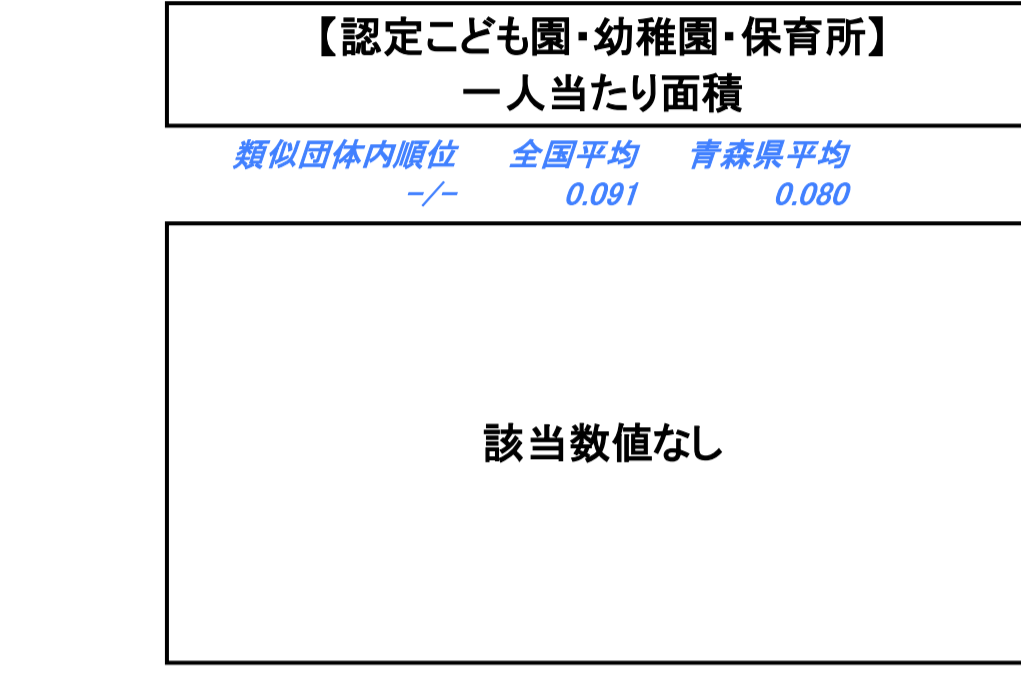 【認定こども園・幼稚園・保育所】
一人当たり面積
類似団体内順位 全国平均 青森県平均
-/- 0.091 0.080
該当数値なし